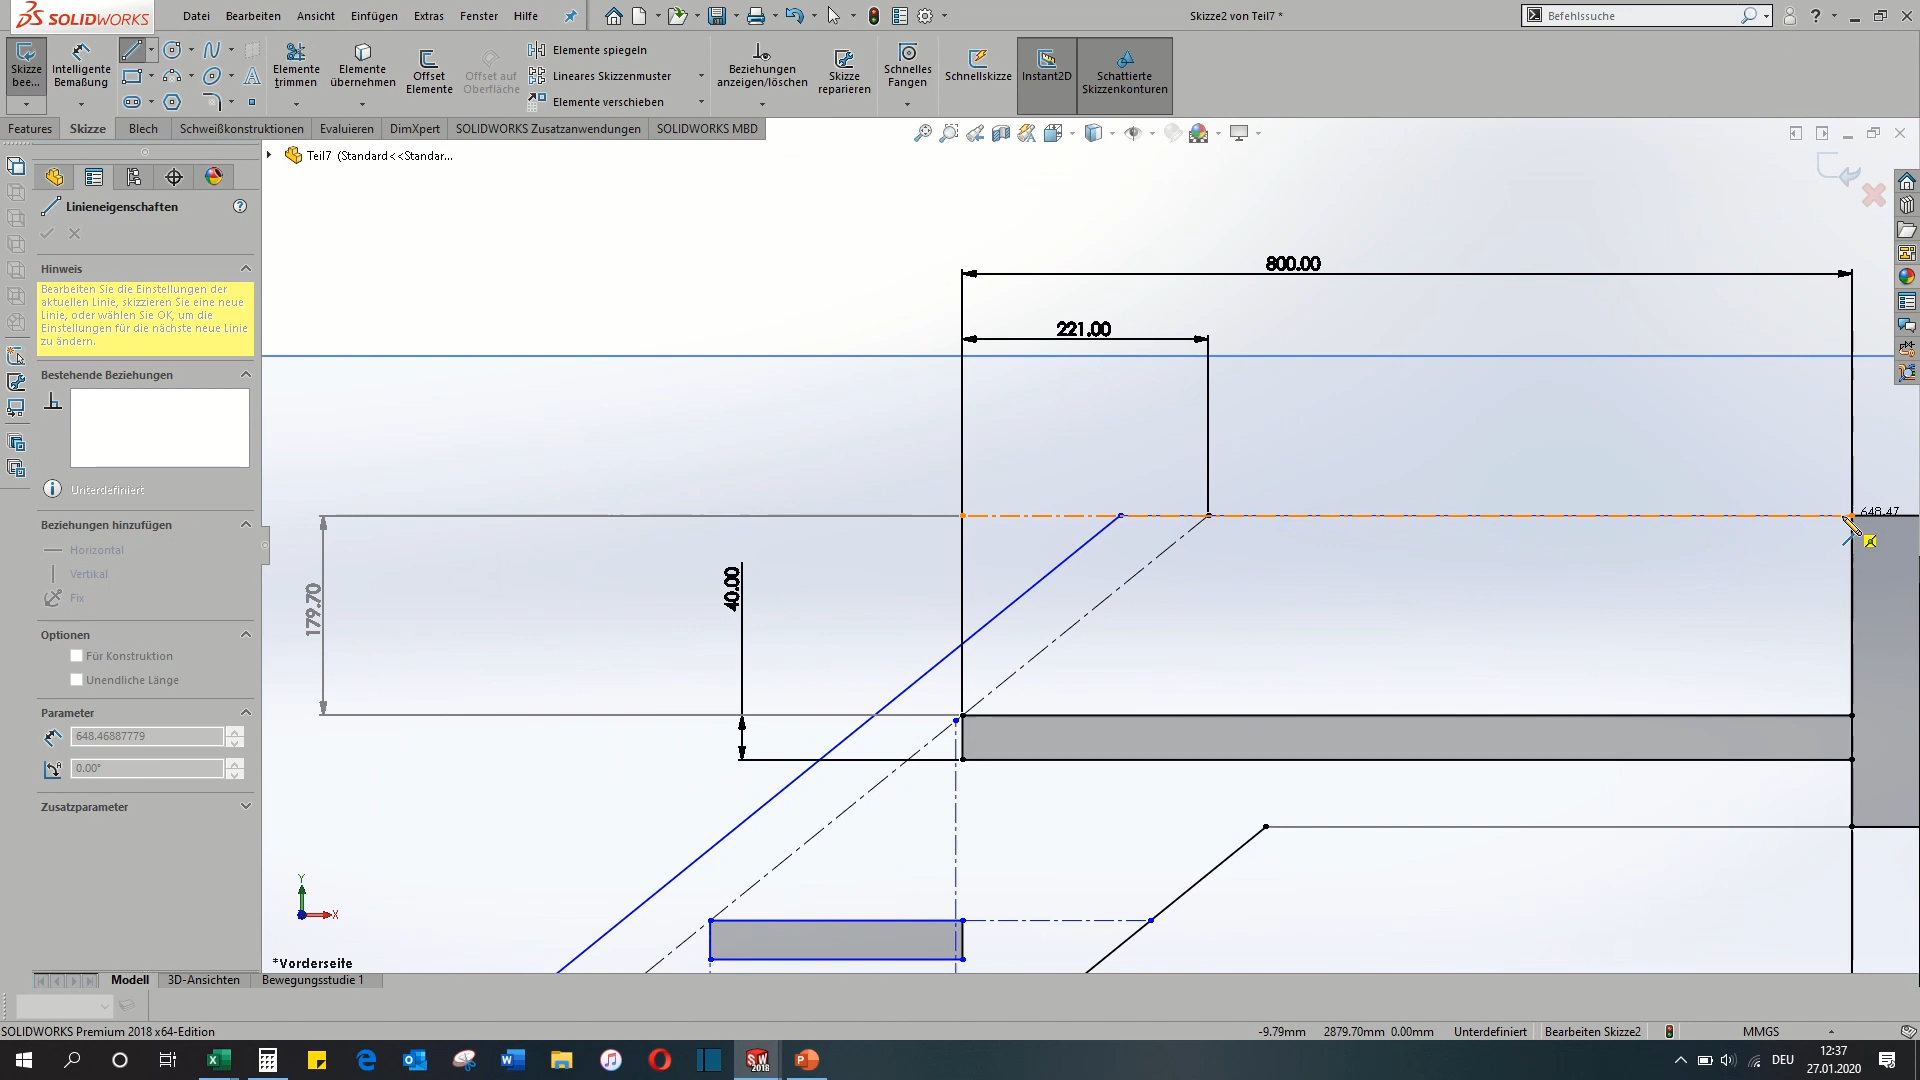 SOLIDWORKS
Datei Bearbeiten Ansicht Einfügen Extras Fenster Hilfe
Skizze2 von Teil7 *
Befehlssuche
Skizze bee...
Intelligente Bemaßung
Elemente trimmen
Elemente übernehmen
Offset Elemente
Offset auf Oberfläche
Elemente spiegeln
Lineares Skizzenmuster
Elemente verschieben
Beziehungen anzeigen/löschen
Skizze reparieren
Schnelles Fangen
Schnellskizze
Instant2D
Schattierte Skizzenkonturen
Features Skizze Blech Schweißkonstruktionen Evaluieren DimXpert SOLIDWORKS Zusatzanwendungen SOLIDWORKS MBD
Teil7 (Standard<<Standar...
Linieneigenschaften
Hinweis
Bearbeiten Sie die Einstellungen der
aktuellen Linie, skizzieren Sie eine neue
Linie, oder wählen Sie OK, um die
Einstellungen für die nächste neue Linie
zu ändern.
Bestehende Beziehungen
Unterdefiniert
Beziehungen hinzufügen
Horizontal
Vertikal
Fix
Optionen
Für Konstruktion
Unendliche Länge
Parameter
648.46887779
0.00°
Zusatzparameter
800.00
221.00
648.47
179.70
40.00
Y
X
*Vorderseite
Modell 3D-Ansichten Bewegungsstudie 1
SOLIDWORKS Premium 2018 x64-Edition
-9.79mm 2879.70mm 0.00mm Unterdefiniert Bearbeiten Skizze2 MMGS
DEU
12:37
27.01.2020